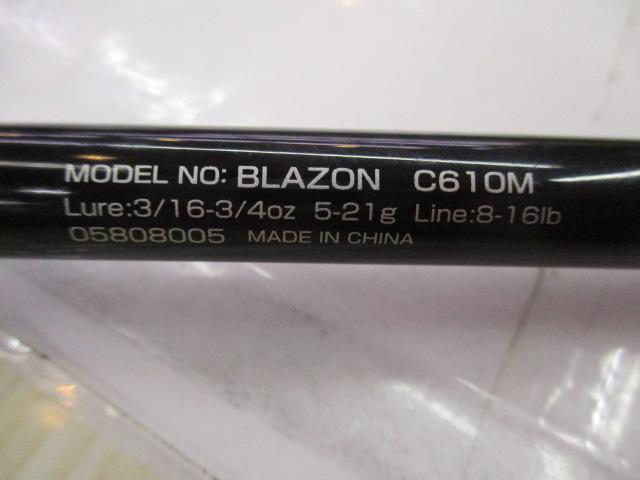 MODEL NO: BLAZON C610M
Lure:3/16-3/4oz 5-21g Line:8-16lb
05808005 MADE IN CHINA